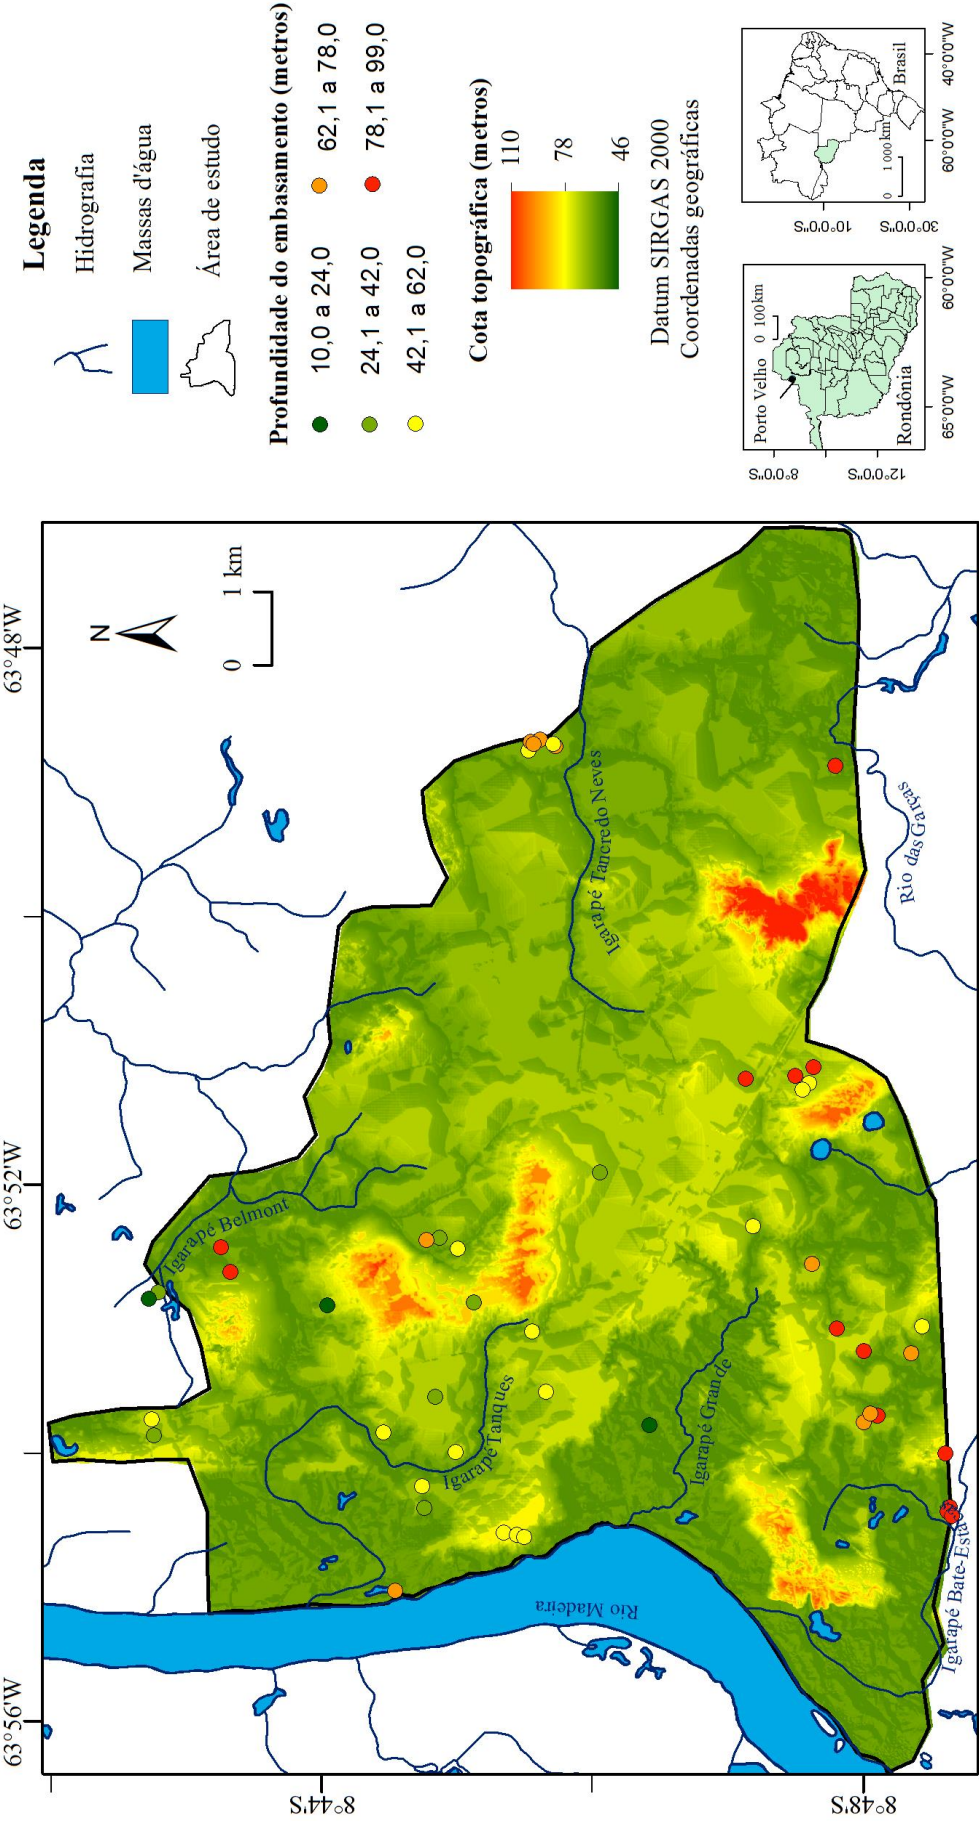 63°56'W
63°52'W
63°48'W
8°44'S
8°48'S
N
0 1 km
Igarapé Belmont
Igarapé Tanques
Igarapé Grande
Igarapé Tancredo Neves
Rio Madeira
Rio das Garças
Igarapé Bate-Estaca
Legenda
Hidrografia
Massas d'água
Área de estudo
Profundidade do embasamento (metros)
10,0 a 24,0
24,1 a 42,0
42,1 a 62,0
62,1 a 78,0
78,1 a 99,0
Cota topográfica (metros)
110
78
46
Datum SIRGAS 2000
Coordenadas geográficas
Porto Velho
0 100 km
Rondônia
8°0'0"S
12°0'0"S
65°0'0"W
60°0'0"W
Brasil
0 1 000 km
10°0'0"S
30°0'0"S
60°0'0"W
40°0'0"W